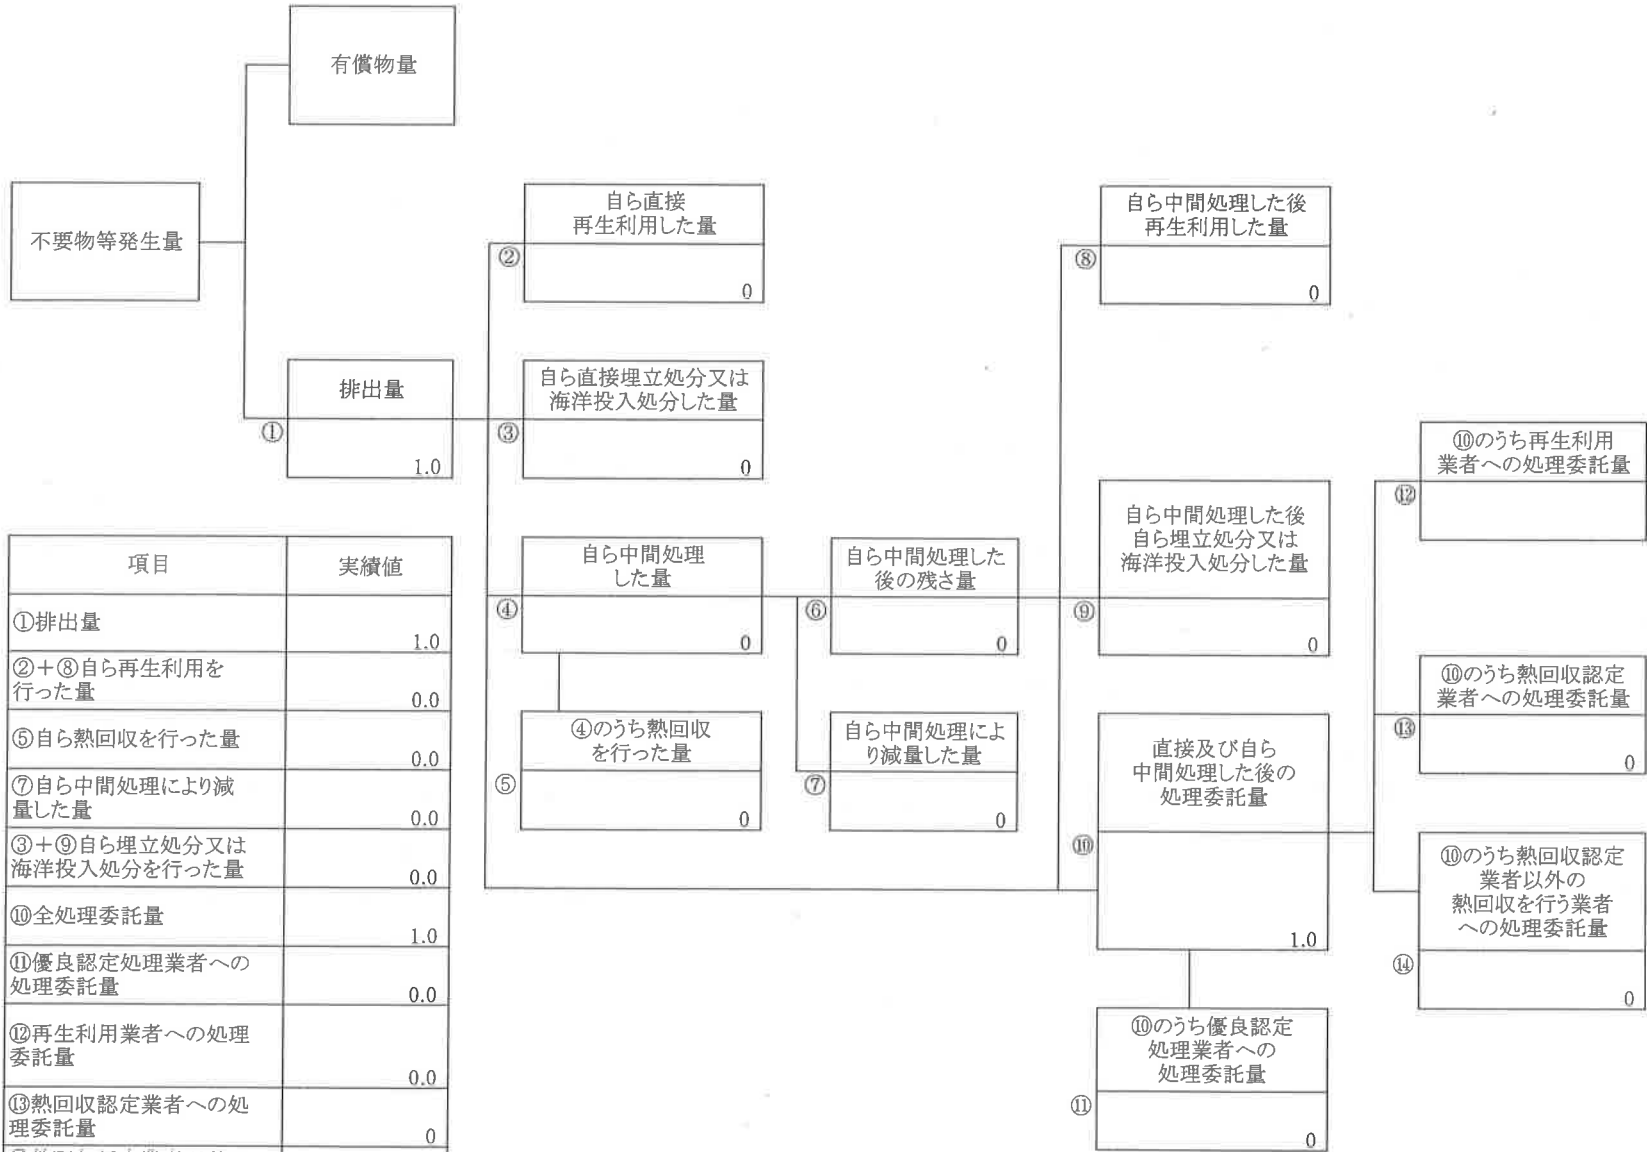 有償物量
不要物等発生量
排出量
①
1.0
自ら直接
再生利用した量
②
0
自ら直接埋立処分又は
海洋投入処分した量
③
0
自ら中間処理
した量
④
0
④のうち熱回収
を行った量
⑤
0
自ら中間処理した
後の残さ量
⑥
0
自ら中間処理によ
り減量した量
⑦
0
自ら中間処理した後
再生利用した量
⑧
0
自ら中間処理した後
自ら埋立処分又は
海洋投入処分した量
⑨
0
直接及び自ら
中間処理した後の
処理委託量
⑩
1.0
⑩のうち優良認定
処理業者への
処理委託量
⑪
0
⑩のうち再生利用
業者への処理委託量
⑫
⑩のうち熱回収認定
業者への処理委託量
⑬
0
⑩のうち熱回収認定
業者以外の
熱回収を行う業者
への処理委託量
⑭
0
項目 実績値
①排出量
1.0
②+⑧自ら再生利用を
行った量
0.0
⑤自ら熱回収を行った量
0.0
⑦自ら中間処理により減
量した量
0.0
③+⑨自ら埋立処分又は
海洋投入処分を行った量
0.0
⑩全処理委託量
1.0
⑪優良認定処理業者への
処理委託量
0.0
⑫再生利用業者への処理
委託量
0.0
⑬熱回収認定業者への処
理委託量
0